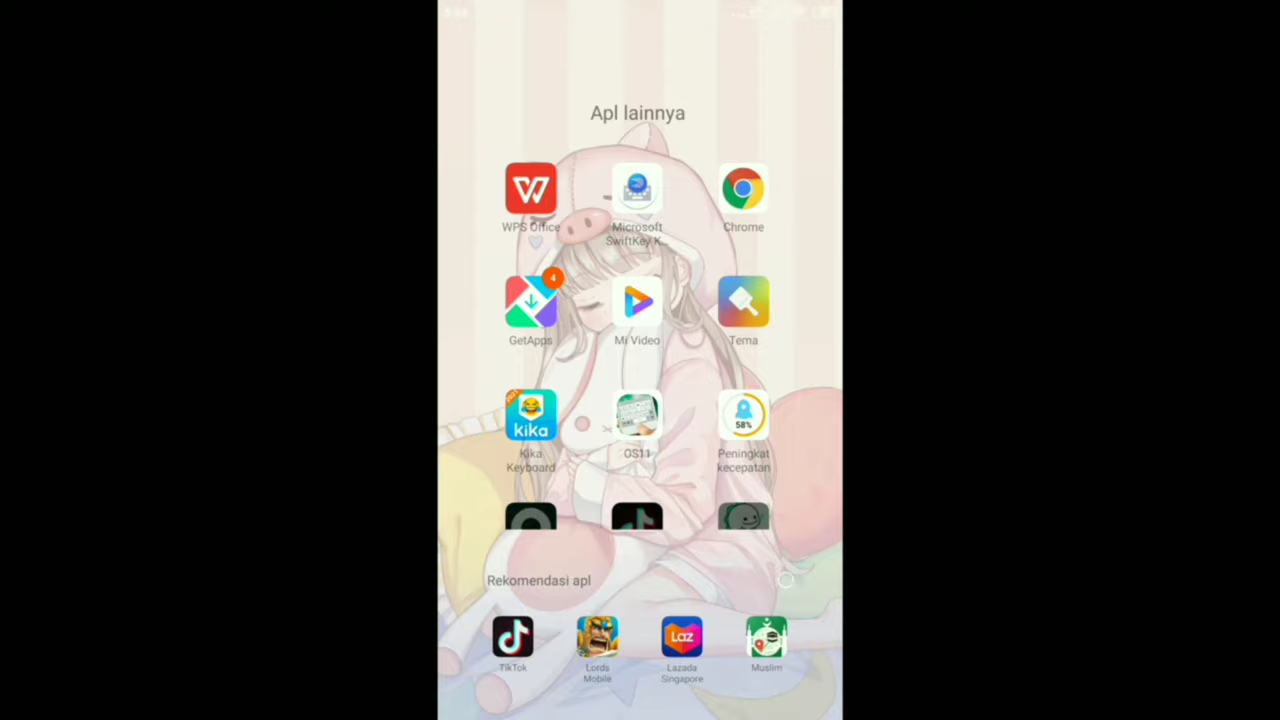 Apl lainnya
WPS Office
Microsoft
SwiftKey K...
Chrome
4
GetApps
Mi Video
Tema
2021
kika
58%
Kika
Keyboard
OS11
Peningkat
kecepatan
Rekomendasi apl
Laz
TikTok
Lords
Mobile
Lazada
Singapore
Muslim